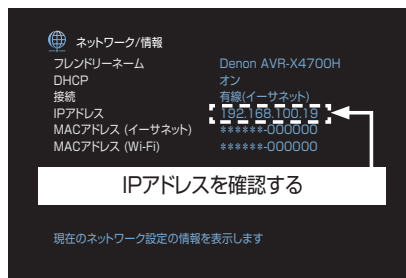 ネットワーク/情報
フレンドリーネーム Denon AVR-X4700H
DHCP オン
接続 有線(イーサネット)
IPアドレス 192.168.100.19
MACアドレス (イーサネット) ******-000000
MACアドレス (Wi-Fi) ******-000000
IPアドレスを確認する
現在のネットワーク設定の情報を表示します